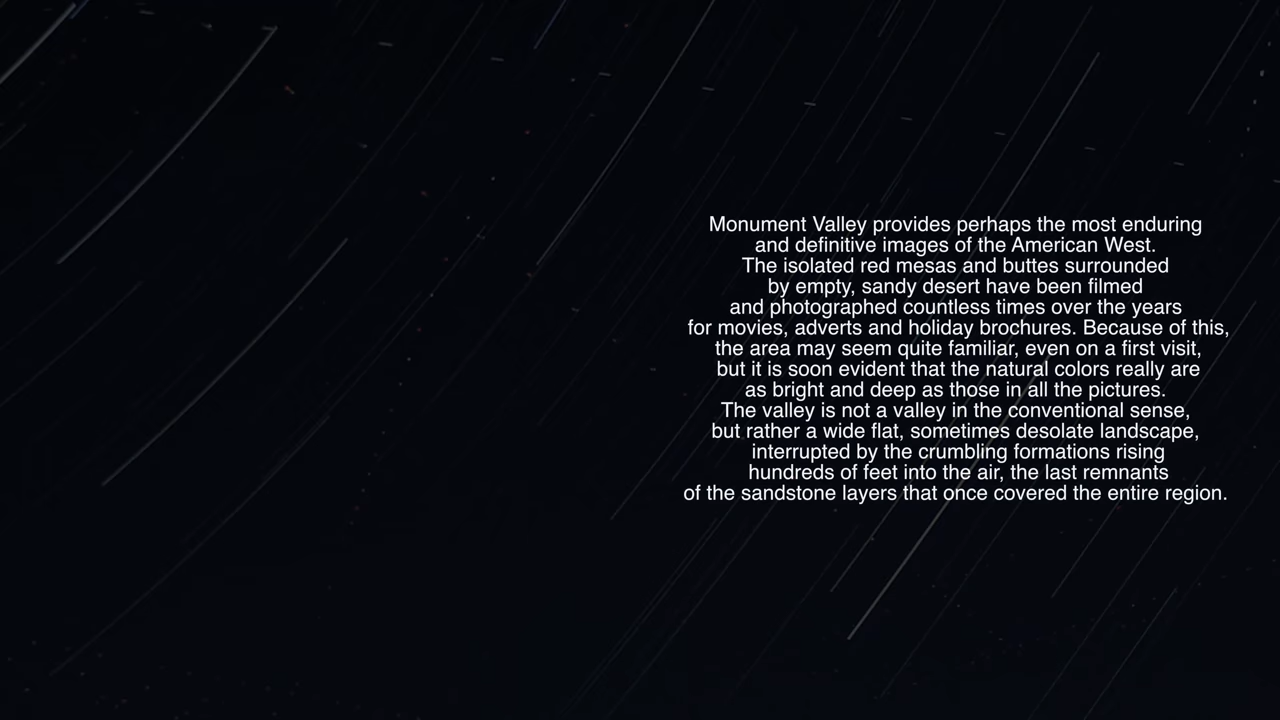 Monument Valley provides perhaps the most enduring
and definitive images of the American West.
The isolated red mesas and buttes surrounded
by empty, sandy desert have been filmed
and photographed countless times over the years
for movies, adverts and holiday brochures. Because of this,
the area may seem quite familiar, even on a first visit,
but it is soon evident that the natural colors really are
as bright and deep as those in all the pictures.
The valley is not a valley in the conventional sense,
but rather a wide flat, sometimes desolate landscape,
interrupted by the crumbling formations rising
hundreds of feet into the air, the last remnants
of the sandstone layers that once covered the entire region.